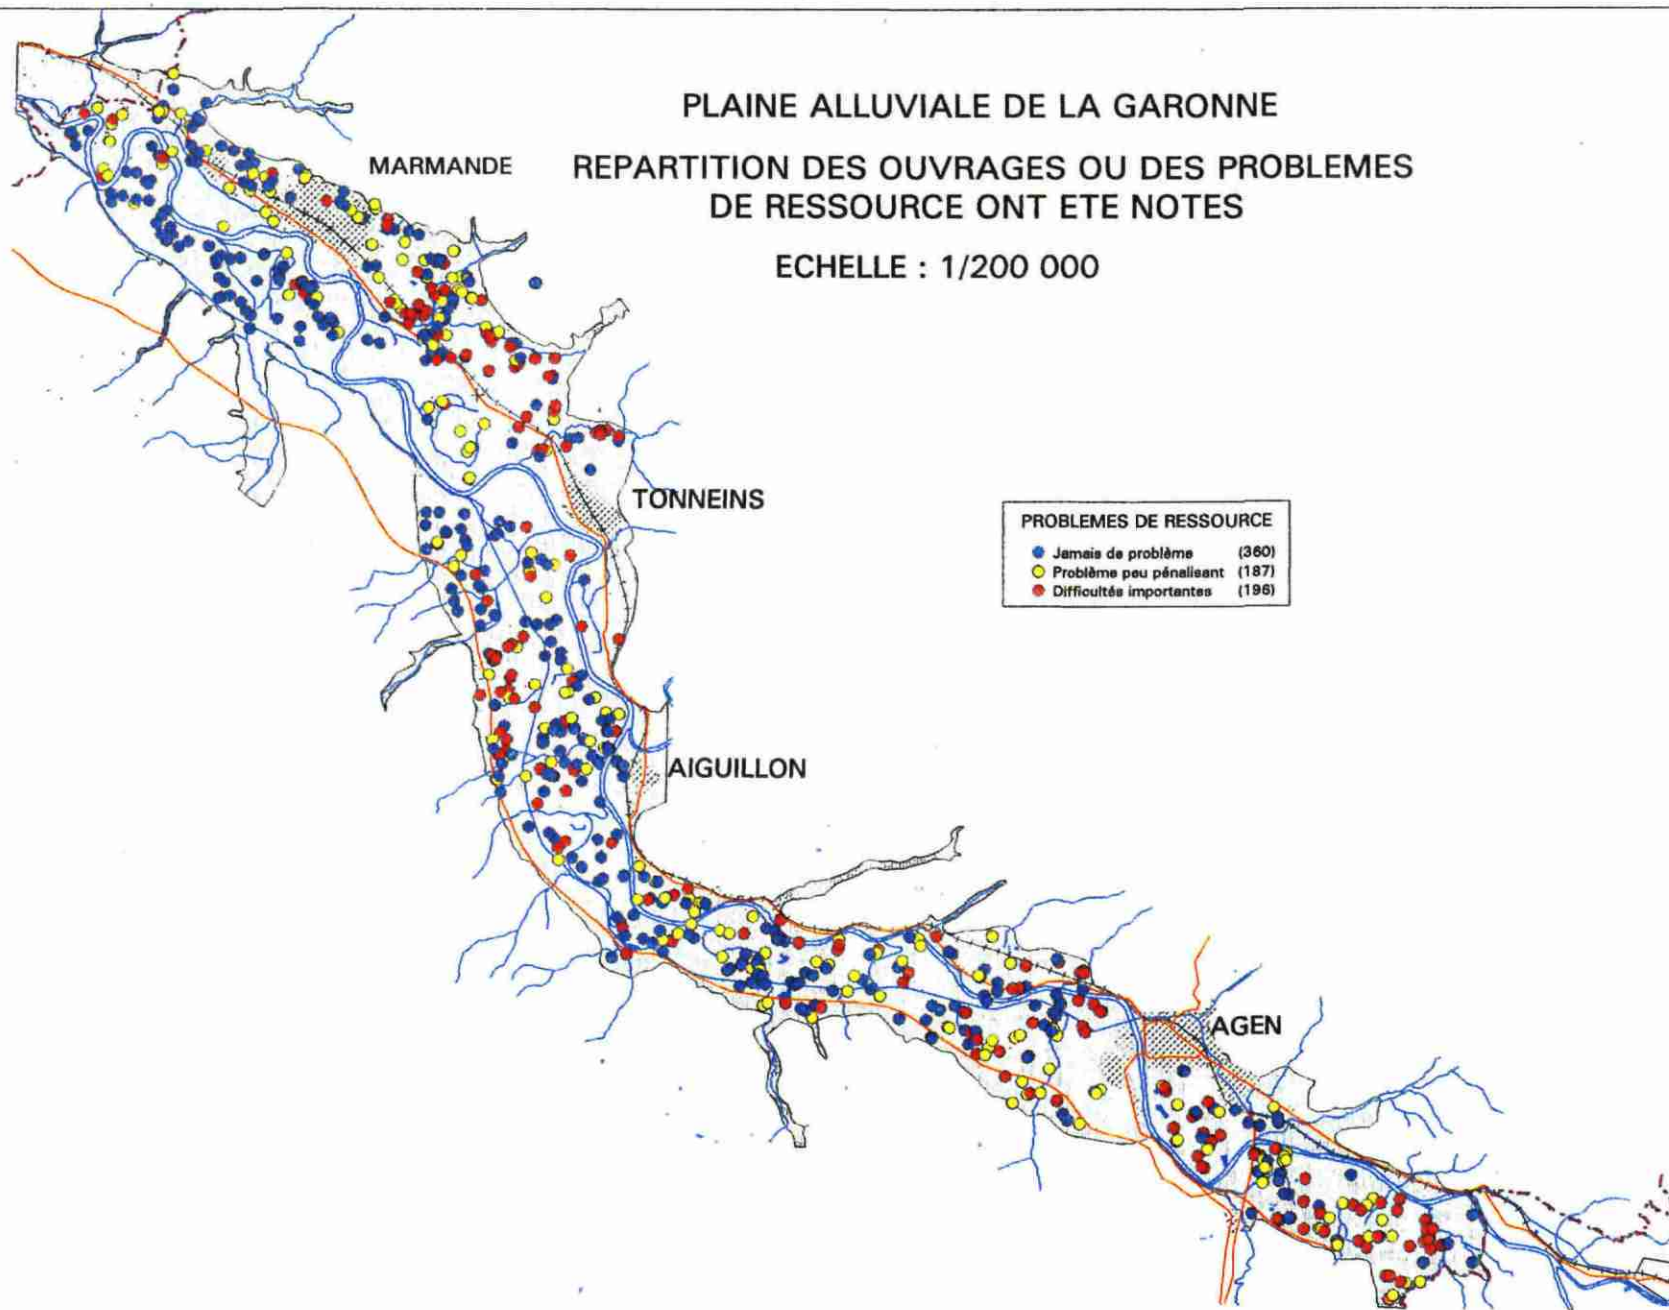 PLAINE ALLUVIALE DE LA GARONNE
REPARTITION DES OUVRAGES OU DES PROBLEMES
DE RESSOURCE ONT ETE NOTES
ECHELLE : 1/200 000
MARMANDE
TONNEINS
PROBLEMES DE RESSOURCE
Jamais de problème (360)
Problème peu pénalisant (187)
Difficultés importantes (196)
AIGUILLON
AGEN